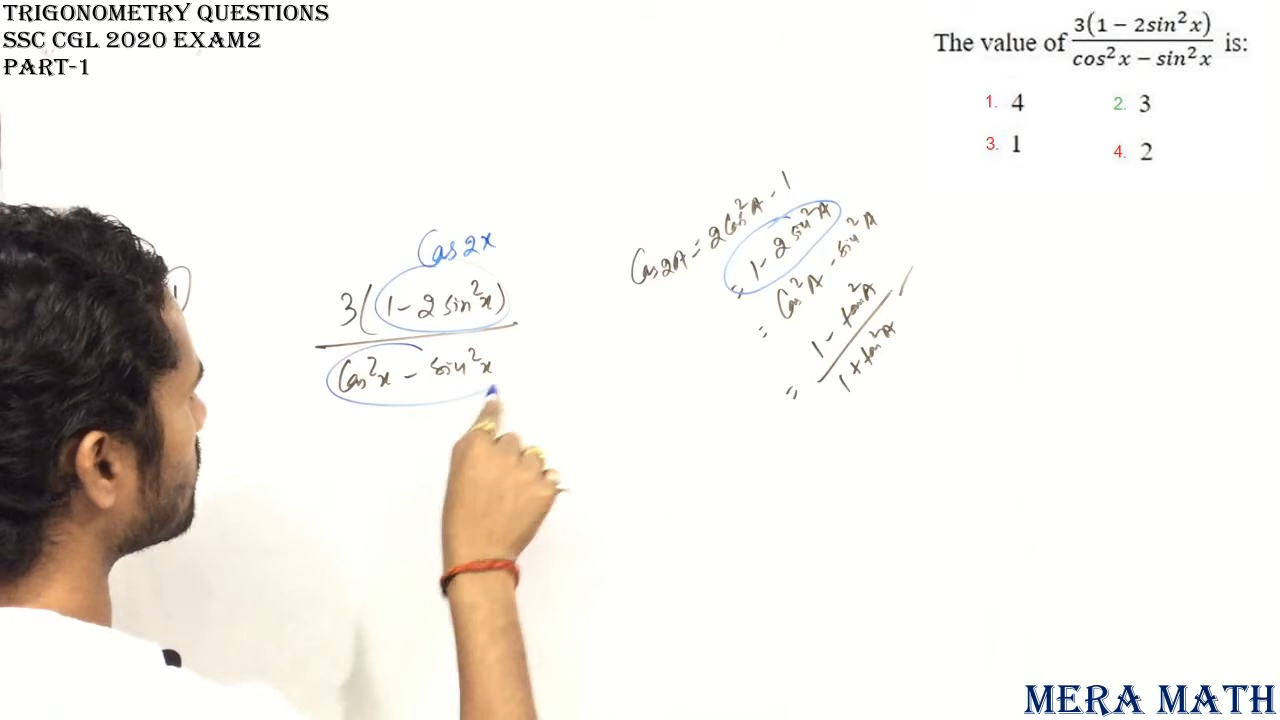 TRIGONOMETRY QUESTIONS
SSC CGL 2020 EXAM2
PART-1
The value of \frac{3(1 − 2sin²x)}{cos²x − sin²x} is:
1. 4
2. 3
3. 1
4. 2
Cos2x
3(1 − 2 sin²x)
Cos²x − sin²x
Cos2A = 2Cos²A - 1
= 1 - 2 sin²A
= Cos²A - sin²A
= \frac{1 - tan²A}{1 + tan²A}
MERA MATH